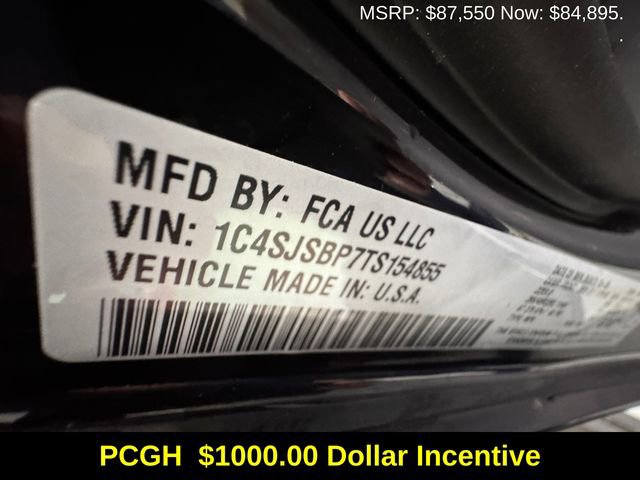 MSRP: $87,550 Now: $84,895.
.
MFD BY: FCA US LLC
VIN: 1C4SJSBP7TS154855
VEHICLE MADE IN: U.S.A.
PCGH $1000.00 Dollar Incentive